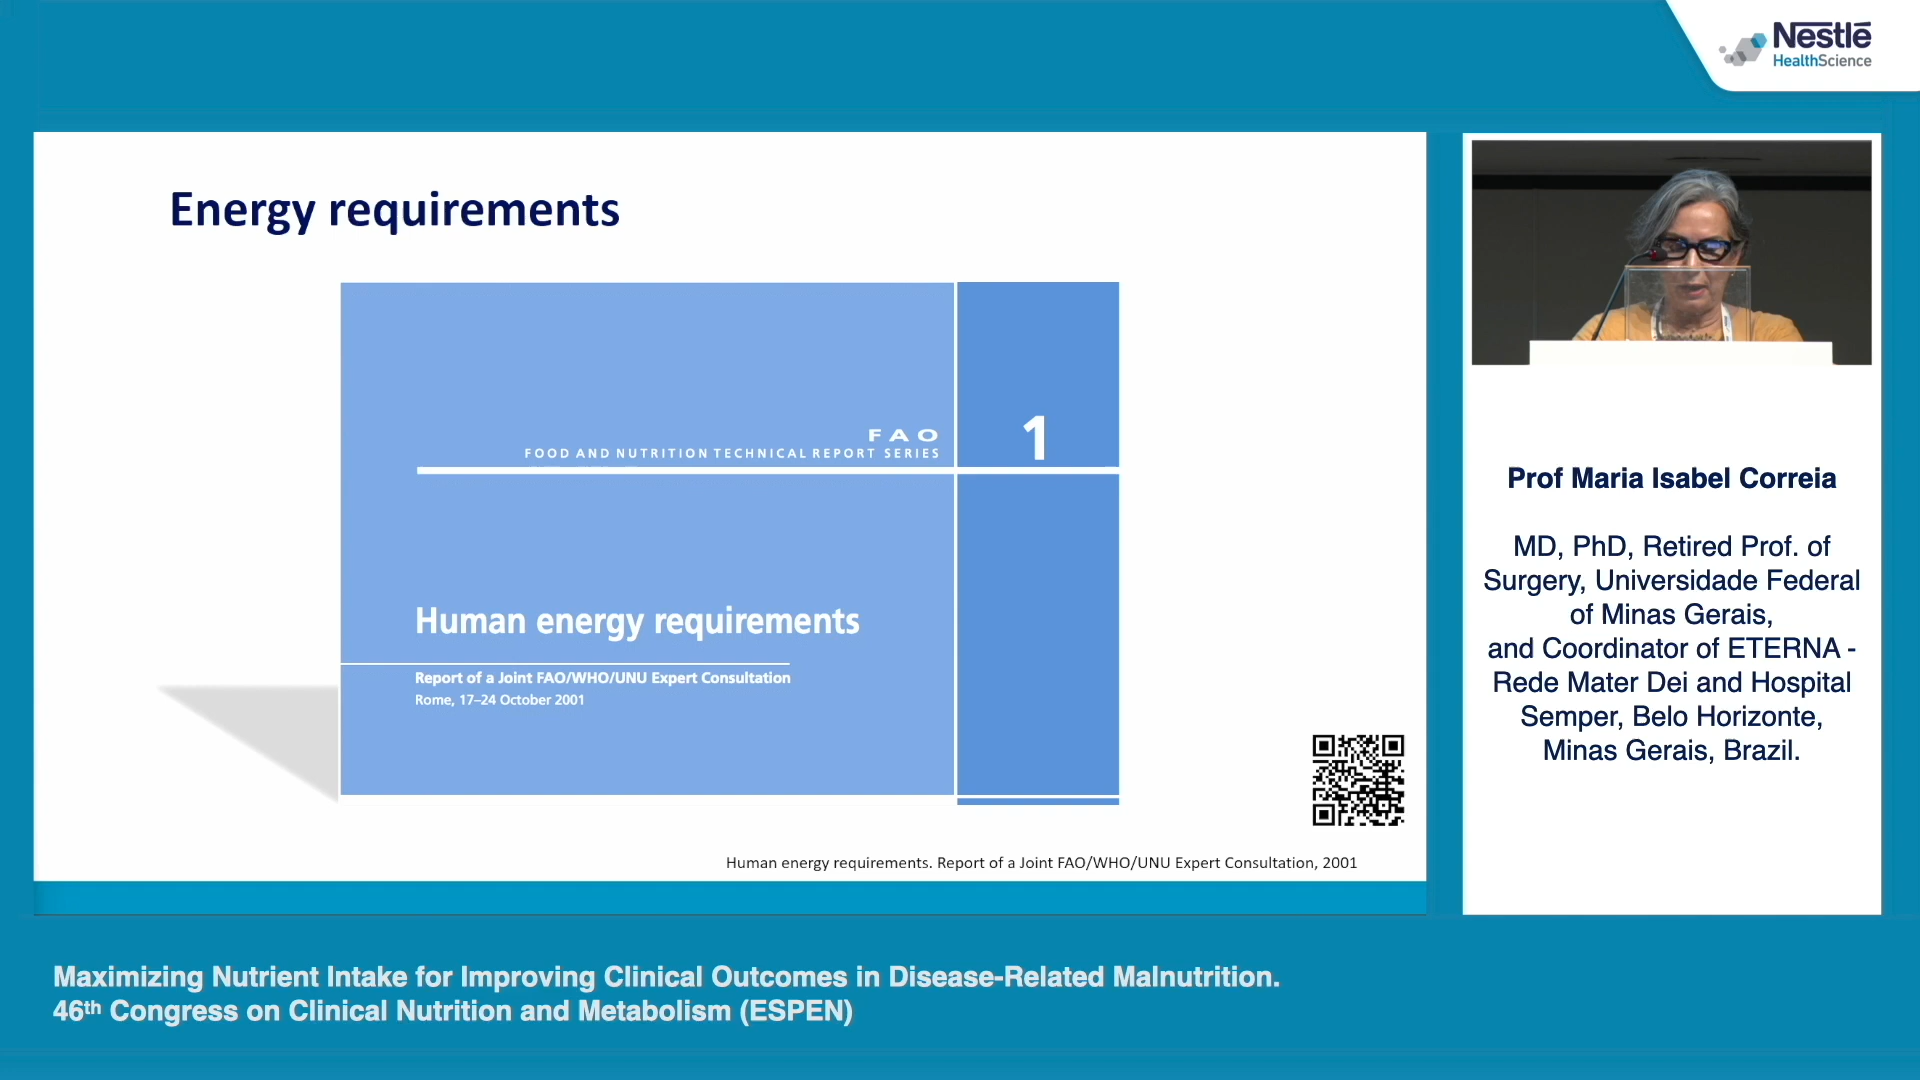 Nestlé
HealthScience
Energy requirements
FAO
FOOD AND NUTRITION TECHNICAL REPORT SERIES
1
Human energy requirements
Report of a Joint FAO/WHO/UNU Expert Consultation
Rome, 17–24 October 2001
Human energy requirements. Report of a Joint FAO/WHO/UNU Expert Consultation, 2001
Prof Maria Isabel Correia
MD, PhD, Retired Prof. of
Surgery, Universidade Federal
of Minas Gerais,
and Coordinator of ETERNA -
Rede Mater Dei and Hospital
Semper, Belo Horizonte,
Minas Gerais, Brazil.
Maximizing Nutrient Intake for Improving Clinical Outcomes in Disease-Related Malnutrition.
46th Congress on Clinical Nutrition and Metabolism (ESPEN)